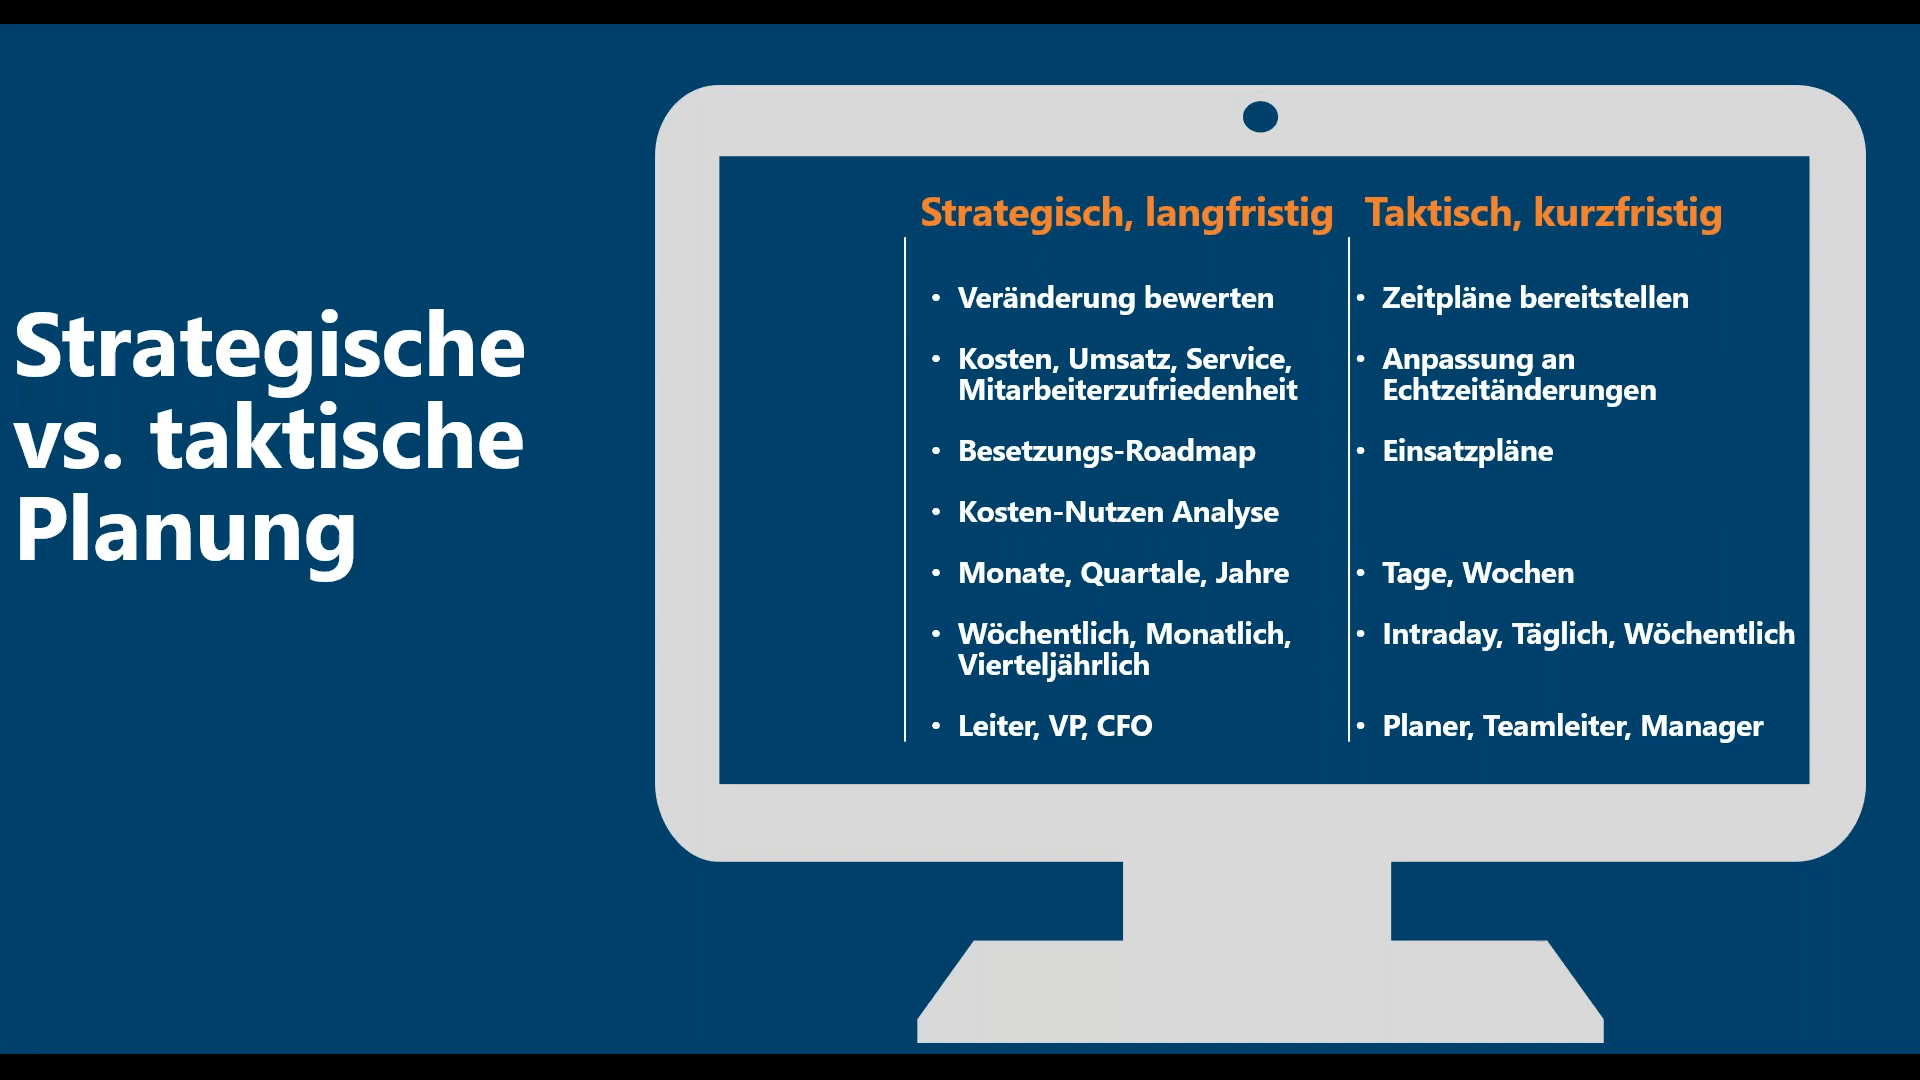 Strategische
vs. taktische
Planung
Strategisch, langfristig
• Veränderung bewerten
• Kosten, Umsatz, Service,
Mitarbeiterzufriedenheit
• Besetzungs-Roadmap
• Kosten-Nutzen Analyse
• Monate, Quartale, Jahre
• Wöchentlich, Monatlich,
Vierteljährlich
• Leiter, VP, CFO
Taktisch, kurzfristig
• Zeitpläne bereitstellen
• Anpassung an
Echtzeitänderungen
• Einsatzpläne
• Tage, Wochen
• Intraday, Täglich, Wöchentlich
• Planer, Teamleiter, Manager